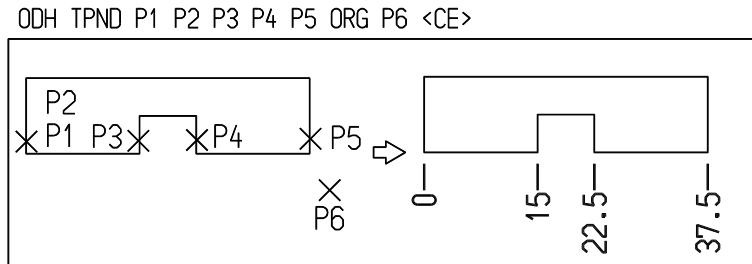 ODH TPND P1 P2 P3 P4 P5 ORG P6 <CE>
P2
P1 P3 P4 P5
P6
0 15 22.5 37.5